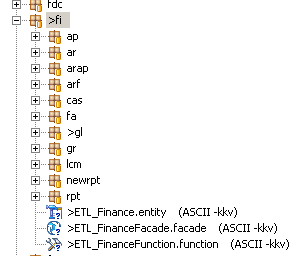 fdc
>fi
ap
ar
arap
arf
cas
fa
>gl
gr
lcm
newrpt
rpt
>ETL_Finance.entity (ASCII -kkv)
>ETL_FinanceFacade.facade (ASCII -kkv)
>ETL_FinanceFunction.function (ASCII -kkv)